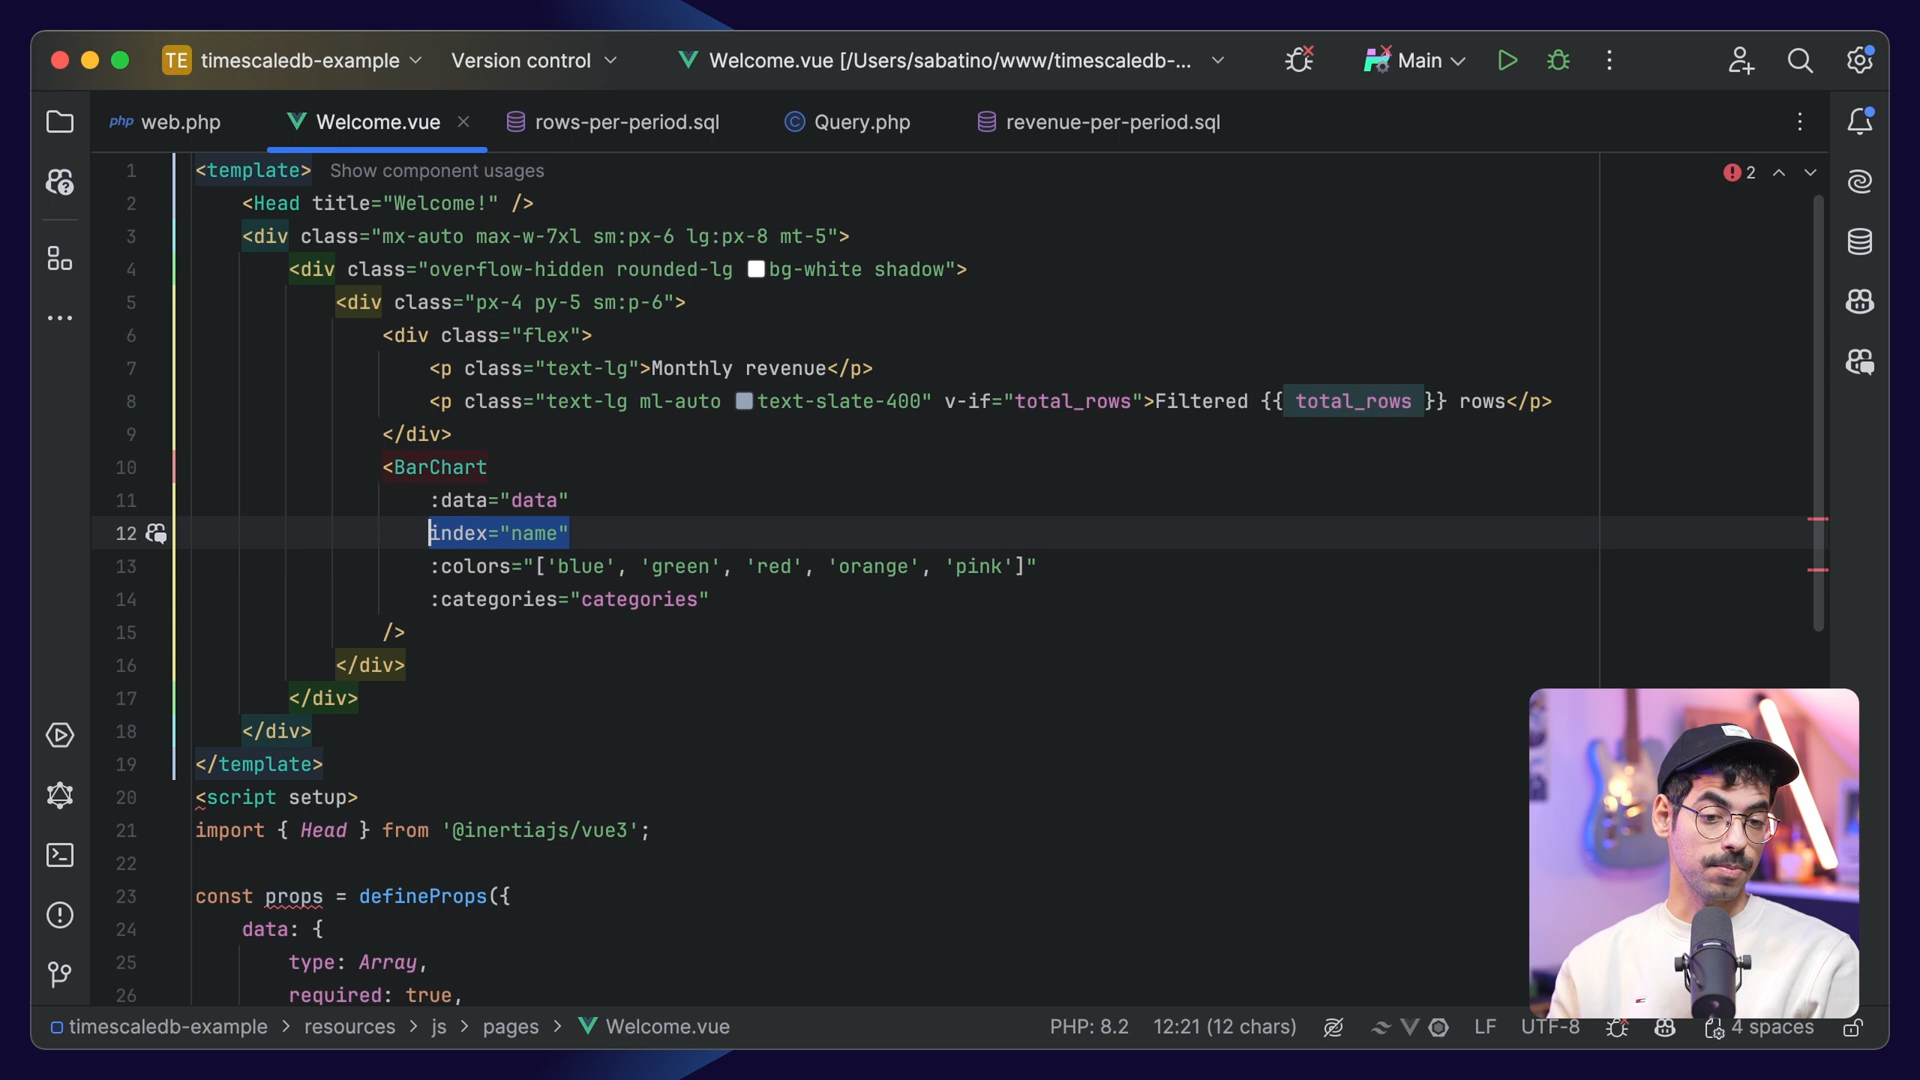 TE timescaledb-example Version control Welcome.vue [/Users/sabatino/www/timescaledb-... Main
php web.php Welcome.vue rows-per-period.sql Query.php revenue-per-period.sql
1 <template> Show component usages 2
2 <Head title="Welcome!" />
3 <div class="mx-auto max-w-7xl sm:px-6 lg:px-8 mt-5">
4 <div class="overflow-hidden rounded-lg bg-white shadow">
5 <div class="px-4 py-5 sm:p-6">
6 <div class="flex">
7 <p class="text-lg">Monthly revenue</p>
8 <p class="text-lg ml-auto text-slate-400" v-if="total_rows">Filtered {{ total_rows }} rows</p>
9 </div>
10 <BarChart
11 :data="data"
12 index="name"
13 :colors="['blue', 'green', 'red', 'orange', 'pink']"
14 :categories="categories"
15 />
16 </div>
17 </div>
18 </div>
19 </template>
20 <script setup>
21 import { Head } from '@inertiajs/vue3';
22
23 const props = defineProps({
24 data: {
25 type: Array,
26 required: true,
timescaledb-example > resources > js > pages > Welcome.vue PHP: 8.2 12:21 (12 chars) LF UTF-8 4 spaces